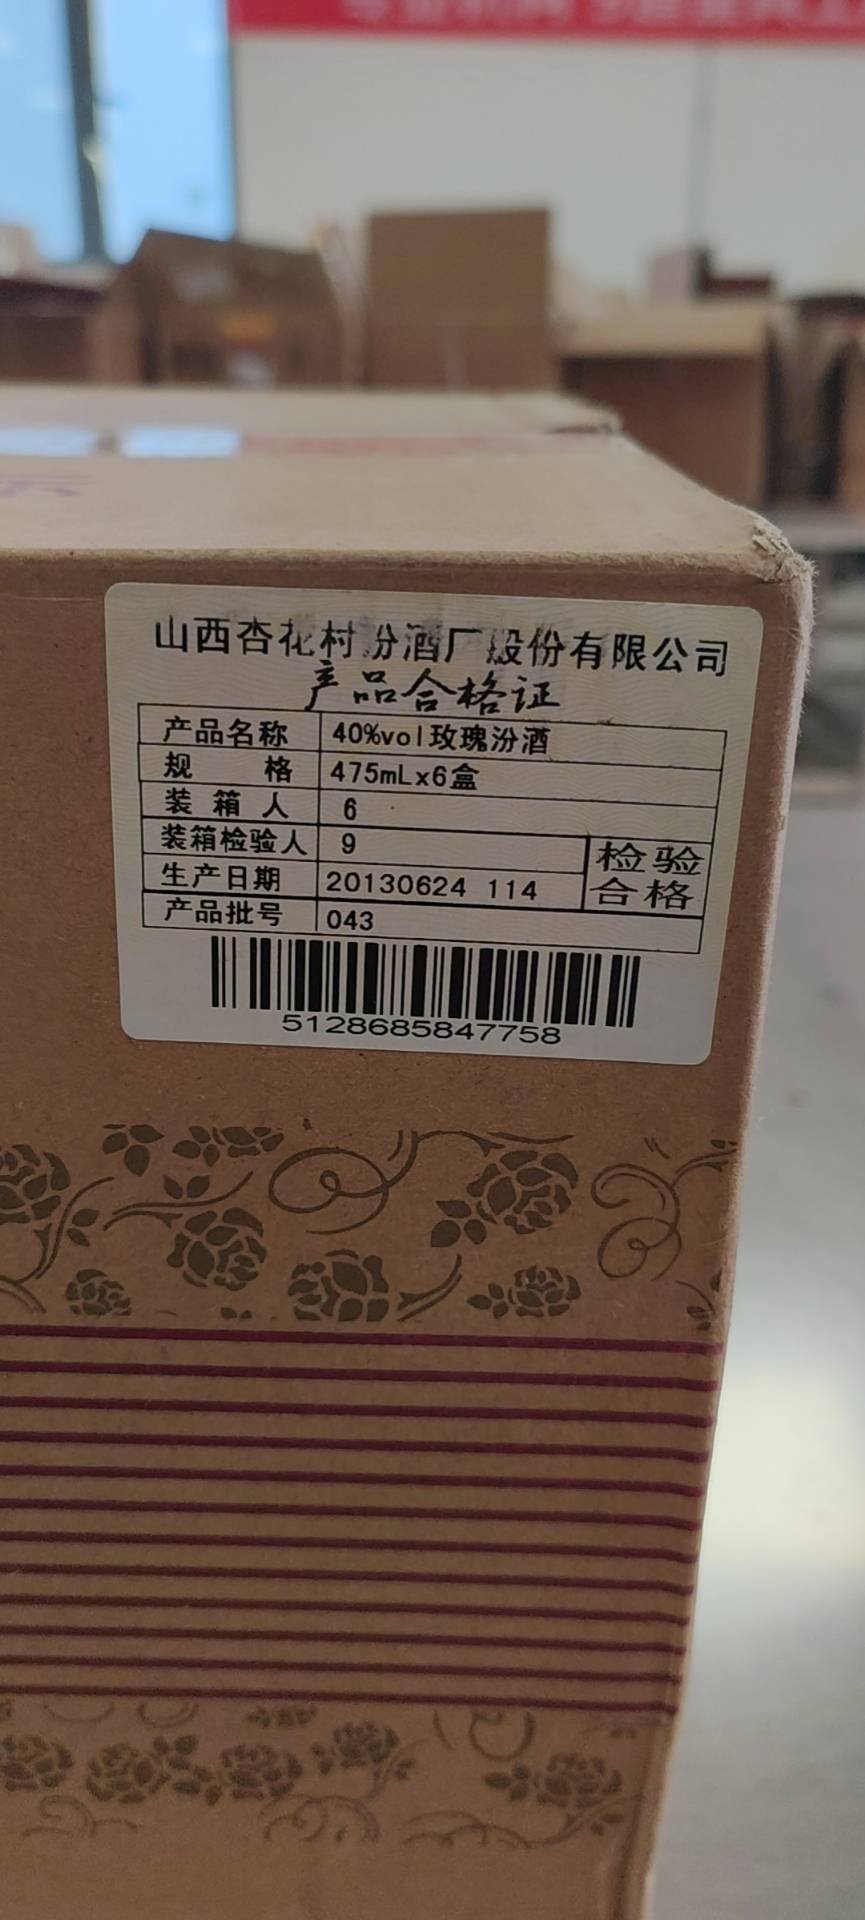 山西杏花村汾酒厂股份有限公司
产品合格证
产品名称 40%vol玫瑰汾酒
规 格 475mLx6盒
装 箱 人 6
装箱检验人 9
检验
合格
生产日期 20130624 114
产品批号 043
5128685847758